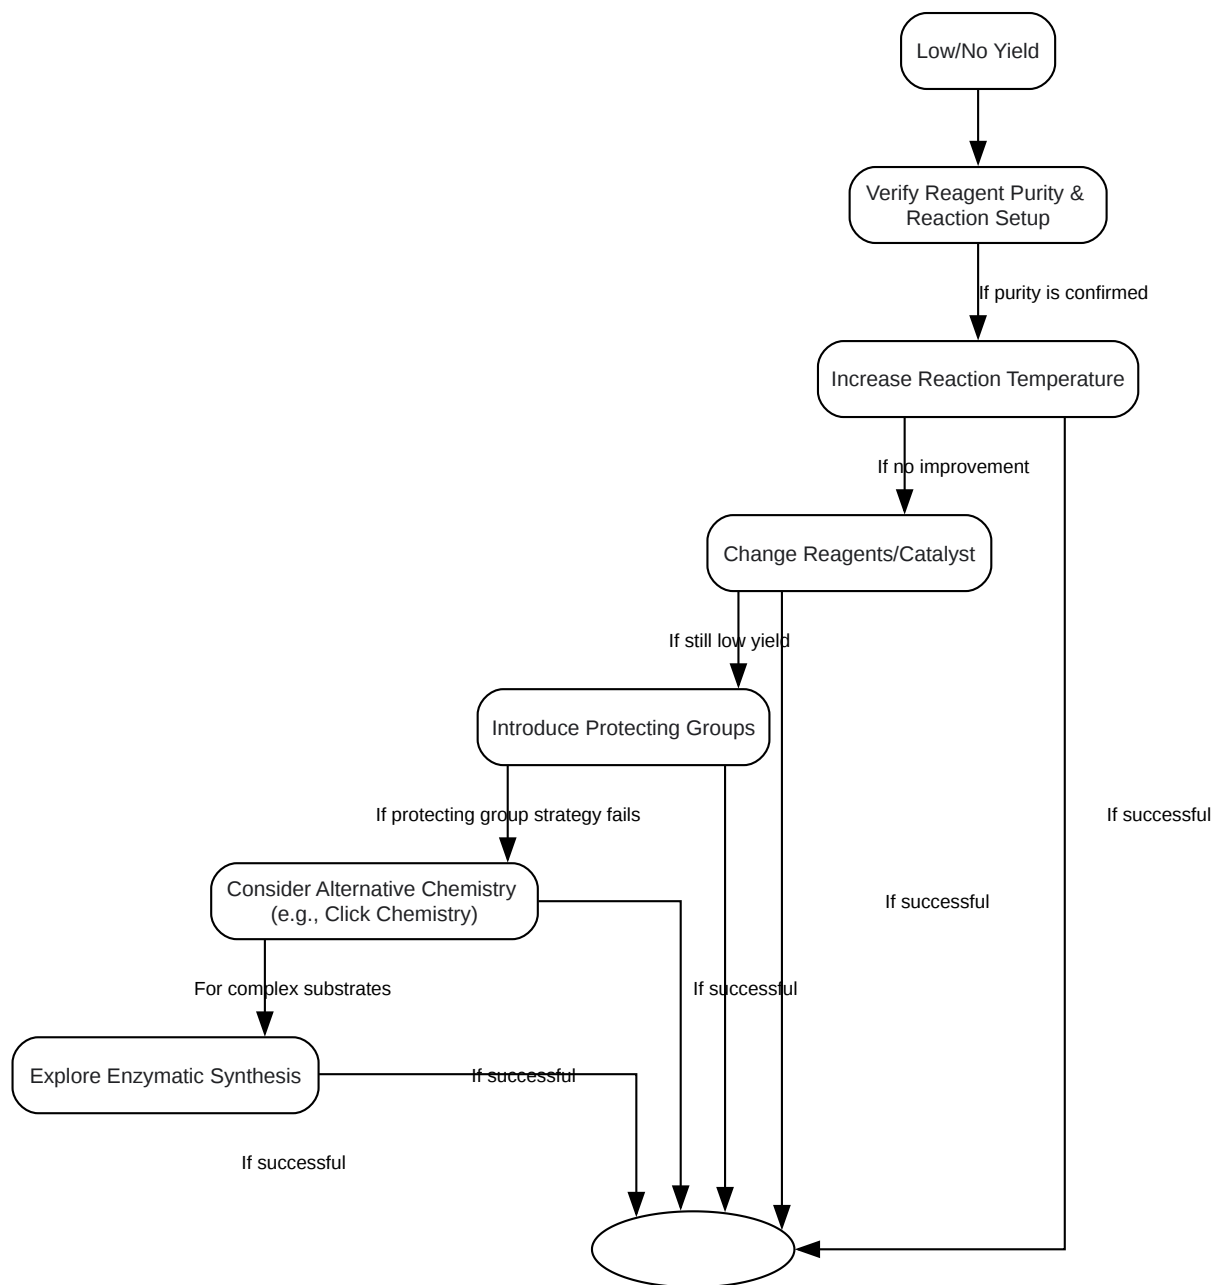 Low/No Yield
Verify Reagent Purity &
Reaction Setup
If purity is confirmed
Increase Reaction Temperature
If no improvement
Change Reagents/Catalyst
If still low yield
Introduce Protecting Groups
If protecting group strategy fails
If successful
Consider Alternative Chemistry
(e.g., Click Chemistry)
If successful
For complex substrates
If successful
Explore Enzymatic Synthesis
If successful
If successful